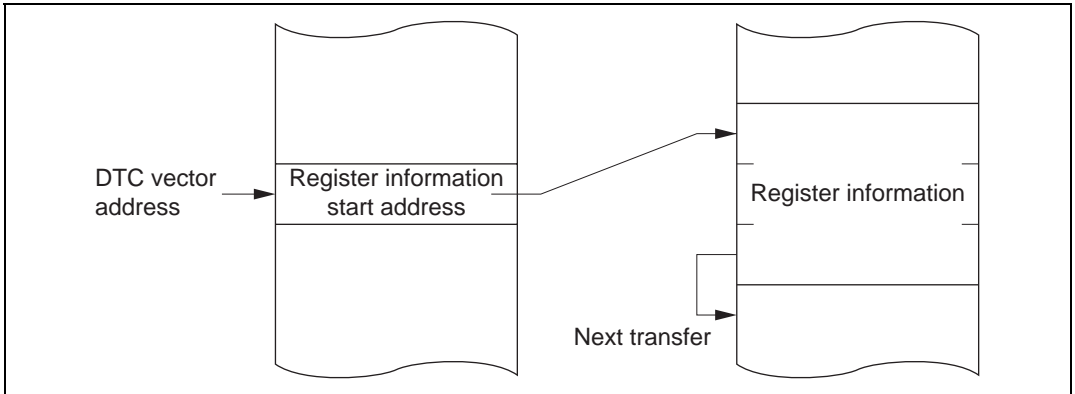 DTC vector
address
Register information
start address
Register information
Next transfer